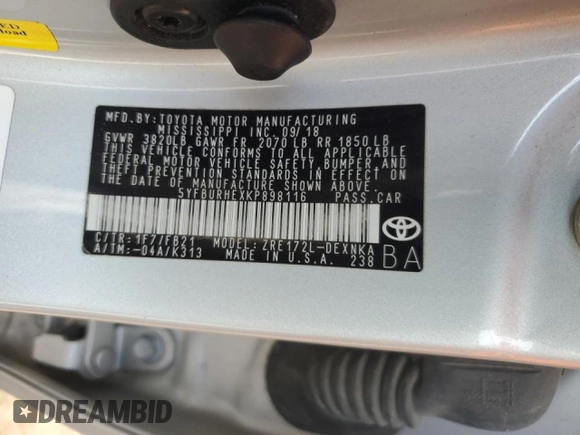 ED
Road
MFD.BY:TOYOTA MOTOR MANUFACTURING
MISSISSIPPI INC. 09/18
GVWR 3820LB GAWR FR 2070 LB RR 1850 LB
THIS VEHICLE CONFORMS TO ALL APPLICABLE
FEDERAL MOTOR VEHICLE SAFETY, BUMPER, AND
THEFT PREVENTION STANDARDS IN EFFECT ON
THE DATE OF MANUFACTURE SHOWN ABOVE.
5YFBURHEXKP898116 PASS.CAR
C/TR:1F7/FB21 MODEL: ZRE172L-DEXNKA
A/TM:-04A/K313 MADE IN U.S.A. 238
BA
DREAMBID